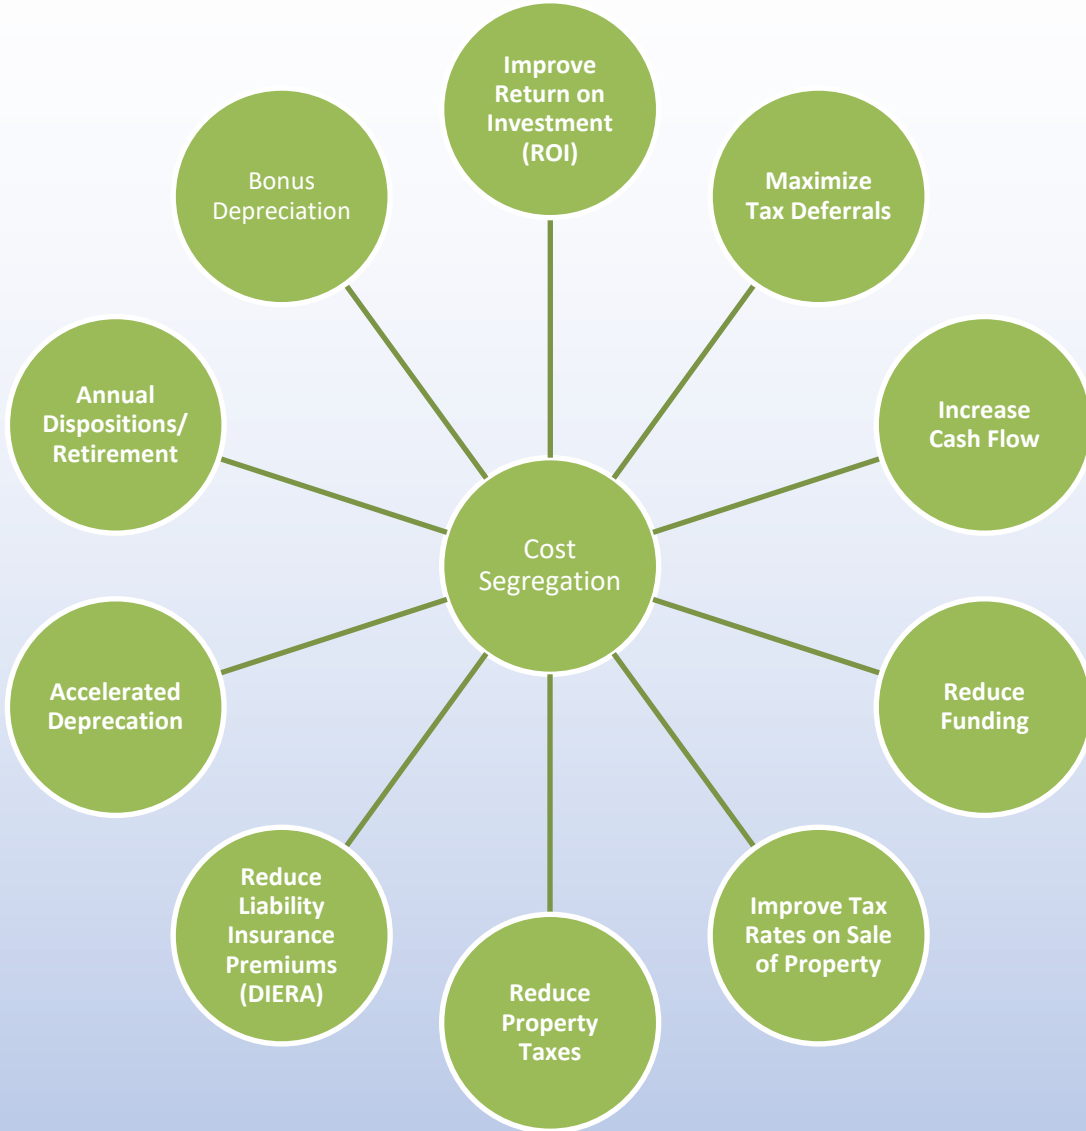 Improve
Return on
Investment
(ROI)
Maximize
Tax Deferrals
Increase
Cash Flow
Reduce
Funding
Improve Tax
Rates on Sale
of Property
Reduce
Property
Taxes
Reduce
Liability
Insurance
Premiums
(DIERA)
Accelerated
Deprecation
Annual
Dispositions/
Retirement
Bonus
Depreciation
Cost
Segregation